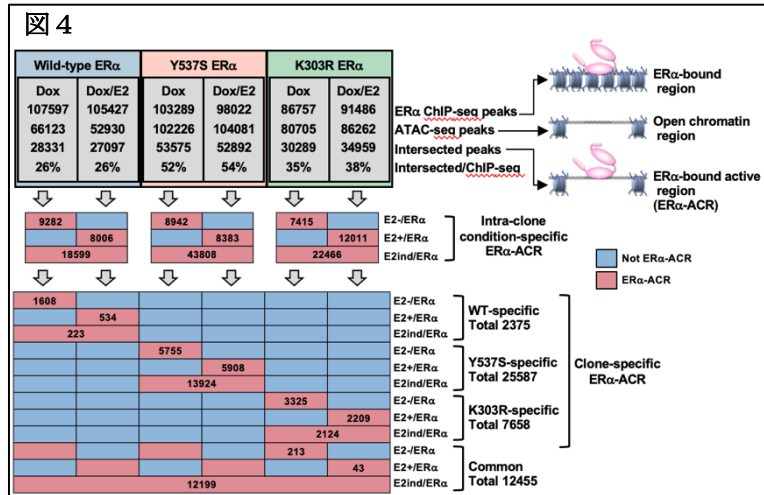 図4
Wild-type ERα Y537S ERα K303R ERα
Dox Dox/E2 Dox Dox/E2 Dox Dox/E2
107597 105427 103289 98022 86757 91486 ERα ChIP-seq peaks
66123 52930 102226 104081 80705 86262 ATAC-seq peaks
28331 27097 53575 52892 30289 34959 Intersected peaks
26% 26% 52% 54% 35% 38% Intersected/ChIP-seq
ERα-bound
region
Open chromatin
region
ERα-bound active
region
(ERα-ACR)
9282 8942 7415 E2-/ERα
8006 8383 12011 E2+/ERα
18599 43808 22466 E2ind/ERα
Intra-clone
condition-specific
ERα-ACR
Not ERα-ACR
ERα-ACR
1608 E2-/ERα
534 E2+/ERα
223 E2ind/ERα
WT-specific
Total 2375
5755 E2-/ERα
5908 E2+/ERα
13924 E2ind/ERα
Y537S-specific
Total 25587
3325 E2-/ERα
2209 E2+/ERα
2124 E2ind/ERα
K303R-specific
Total 7658
Clone-specific
ERα-ACR
213 E2-/ERα
43 E2+/ERα
12199 E2ind/ERα
Common
Total 12455